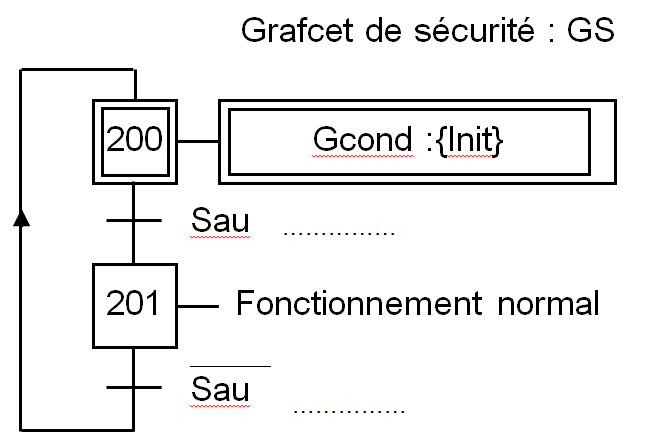 Grafcet de sécurité : GS
200 Gcond :{Init}
Sau ...............
201 Fonctionnement normal
Sau ...............